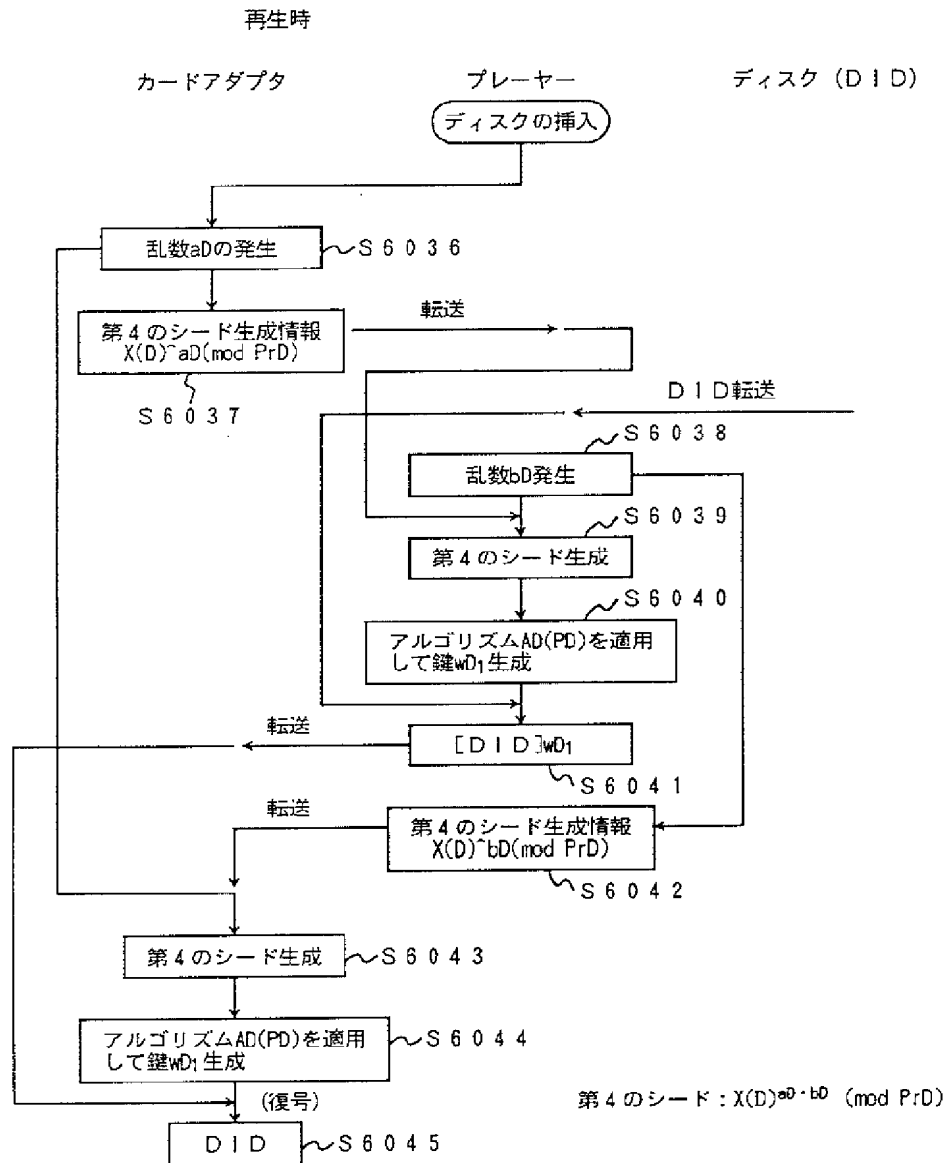 再生時
カードアダプタ
プレーヤー
ディスク（ＤＩＤ）
ディスクの挿入
乱数aDの発生
Ｓ６０３６
第４のシード生成情報
X(D)^aD(mod PrD)
Ｓ６０３７
転送
ＤＩＤ転送
Ｓ６０３８
乱数bD発生
Ｓ６０３９
第４のシード生成
Ｓ６０４０
アルゴリズムAD(PD)を適用
して鍵wD₁生成
転送
［ＤＩＤ］wD₁
Ｓ６０４１
転送
第４のシード生成情報
X(D)^bD(mod PrD)
Ｓ６０４２
第４のシード生成
Ｓ６０４３
アルゴリズムAD(PD)を適用
して鍵wD₁生成
Ｓ６０４４
(復号)
第４のシード：X(D)ᵃᴰ˙ᵇᴰ (mod PrD)
ＤＩＤ
Ｓ６０４５